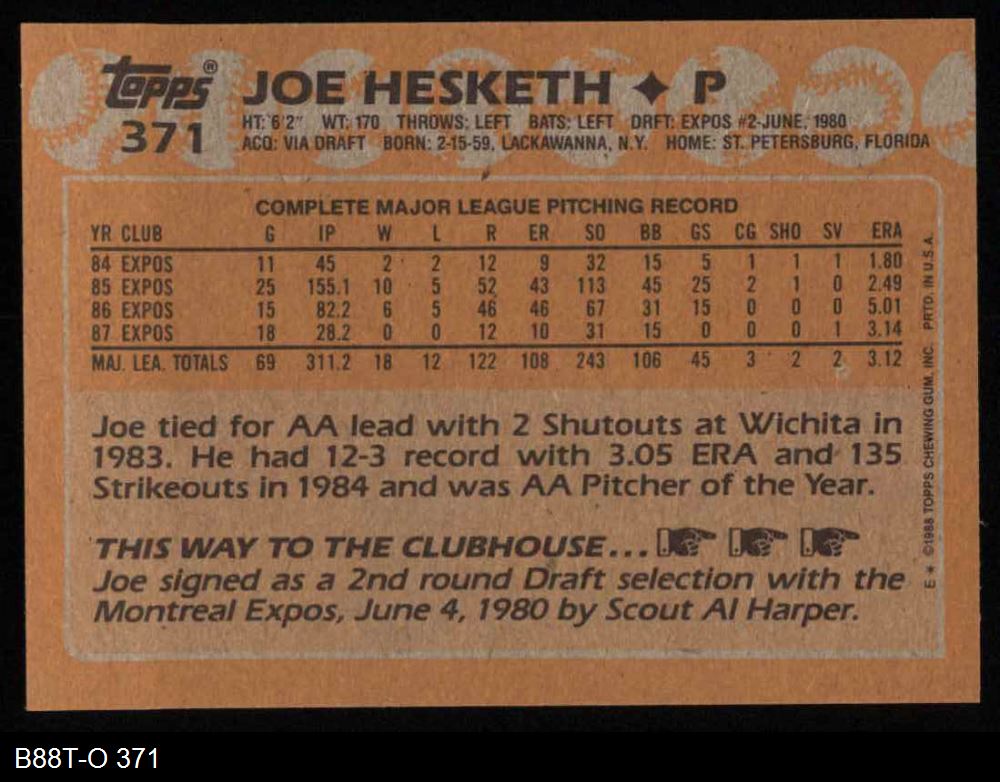 topps® JOE HESKETH ✦ P
371
HT: 6'2" WT: 170 THROWS: LEFT BATS: LEFT DRFT: EXPOS #2-JUNE, 1980
ACQ: VIA DRAFT BORN: 2-15-59, LACKAWANNA, N.Y. HOME: ST. PETERSBURG, FLORIDA
COMPLETE MAJOR LEAGUE PITCHING RECORD
YR CLUB G IP W L R ER SO BB GS CG SHO SV ERA
84 EXPOS 11 45 2 2 12 9 32 15 5 1 1 1 1.80
85 EXPOS 25 155.1 10 5 52 43 113 45 25 2 1 0 2.49
86 EXPOS 15 82.2 6 5 46 46 67 31 15 0 0 0 5.01
87 EXPOS 18 28.2 0 0 12 10 31 15 0 0 0 1 3.14
MAJ. LEA. TOTALS 69 311.2 18 12 122 108 243 106 45 3 2 2 3.12
Joe tied for AA lead with 2 Shutouts at Wichita in
1983. He had 12-3 record with 3.05 ERA and 135
Strikeouts in 1984 and was AA Pitcher of the Year.
THIS WAY TO THE CLUBHOUSE...
Joe signed as a 2nd round Draft selection with the
Montreal Expos, June 4, 1980 by Scout Al Harper.
E * ©1988 TOPPS CHEWING GUM, INC. PRTD. IN U.S.A.
B88T-O 371